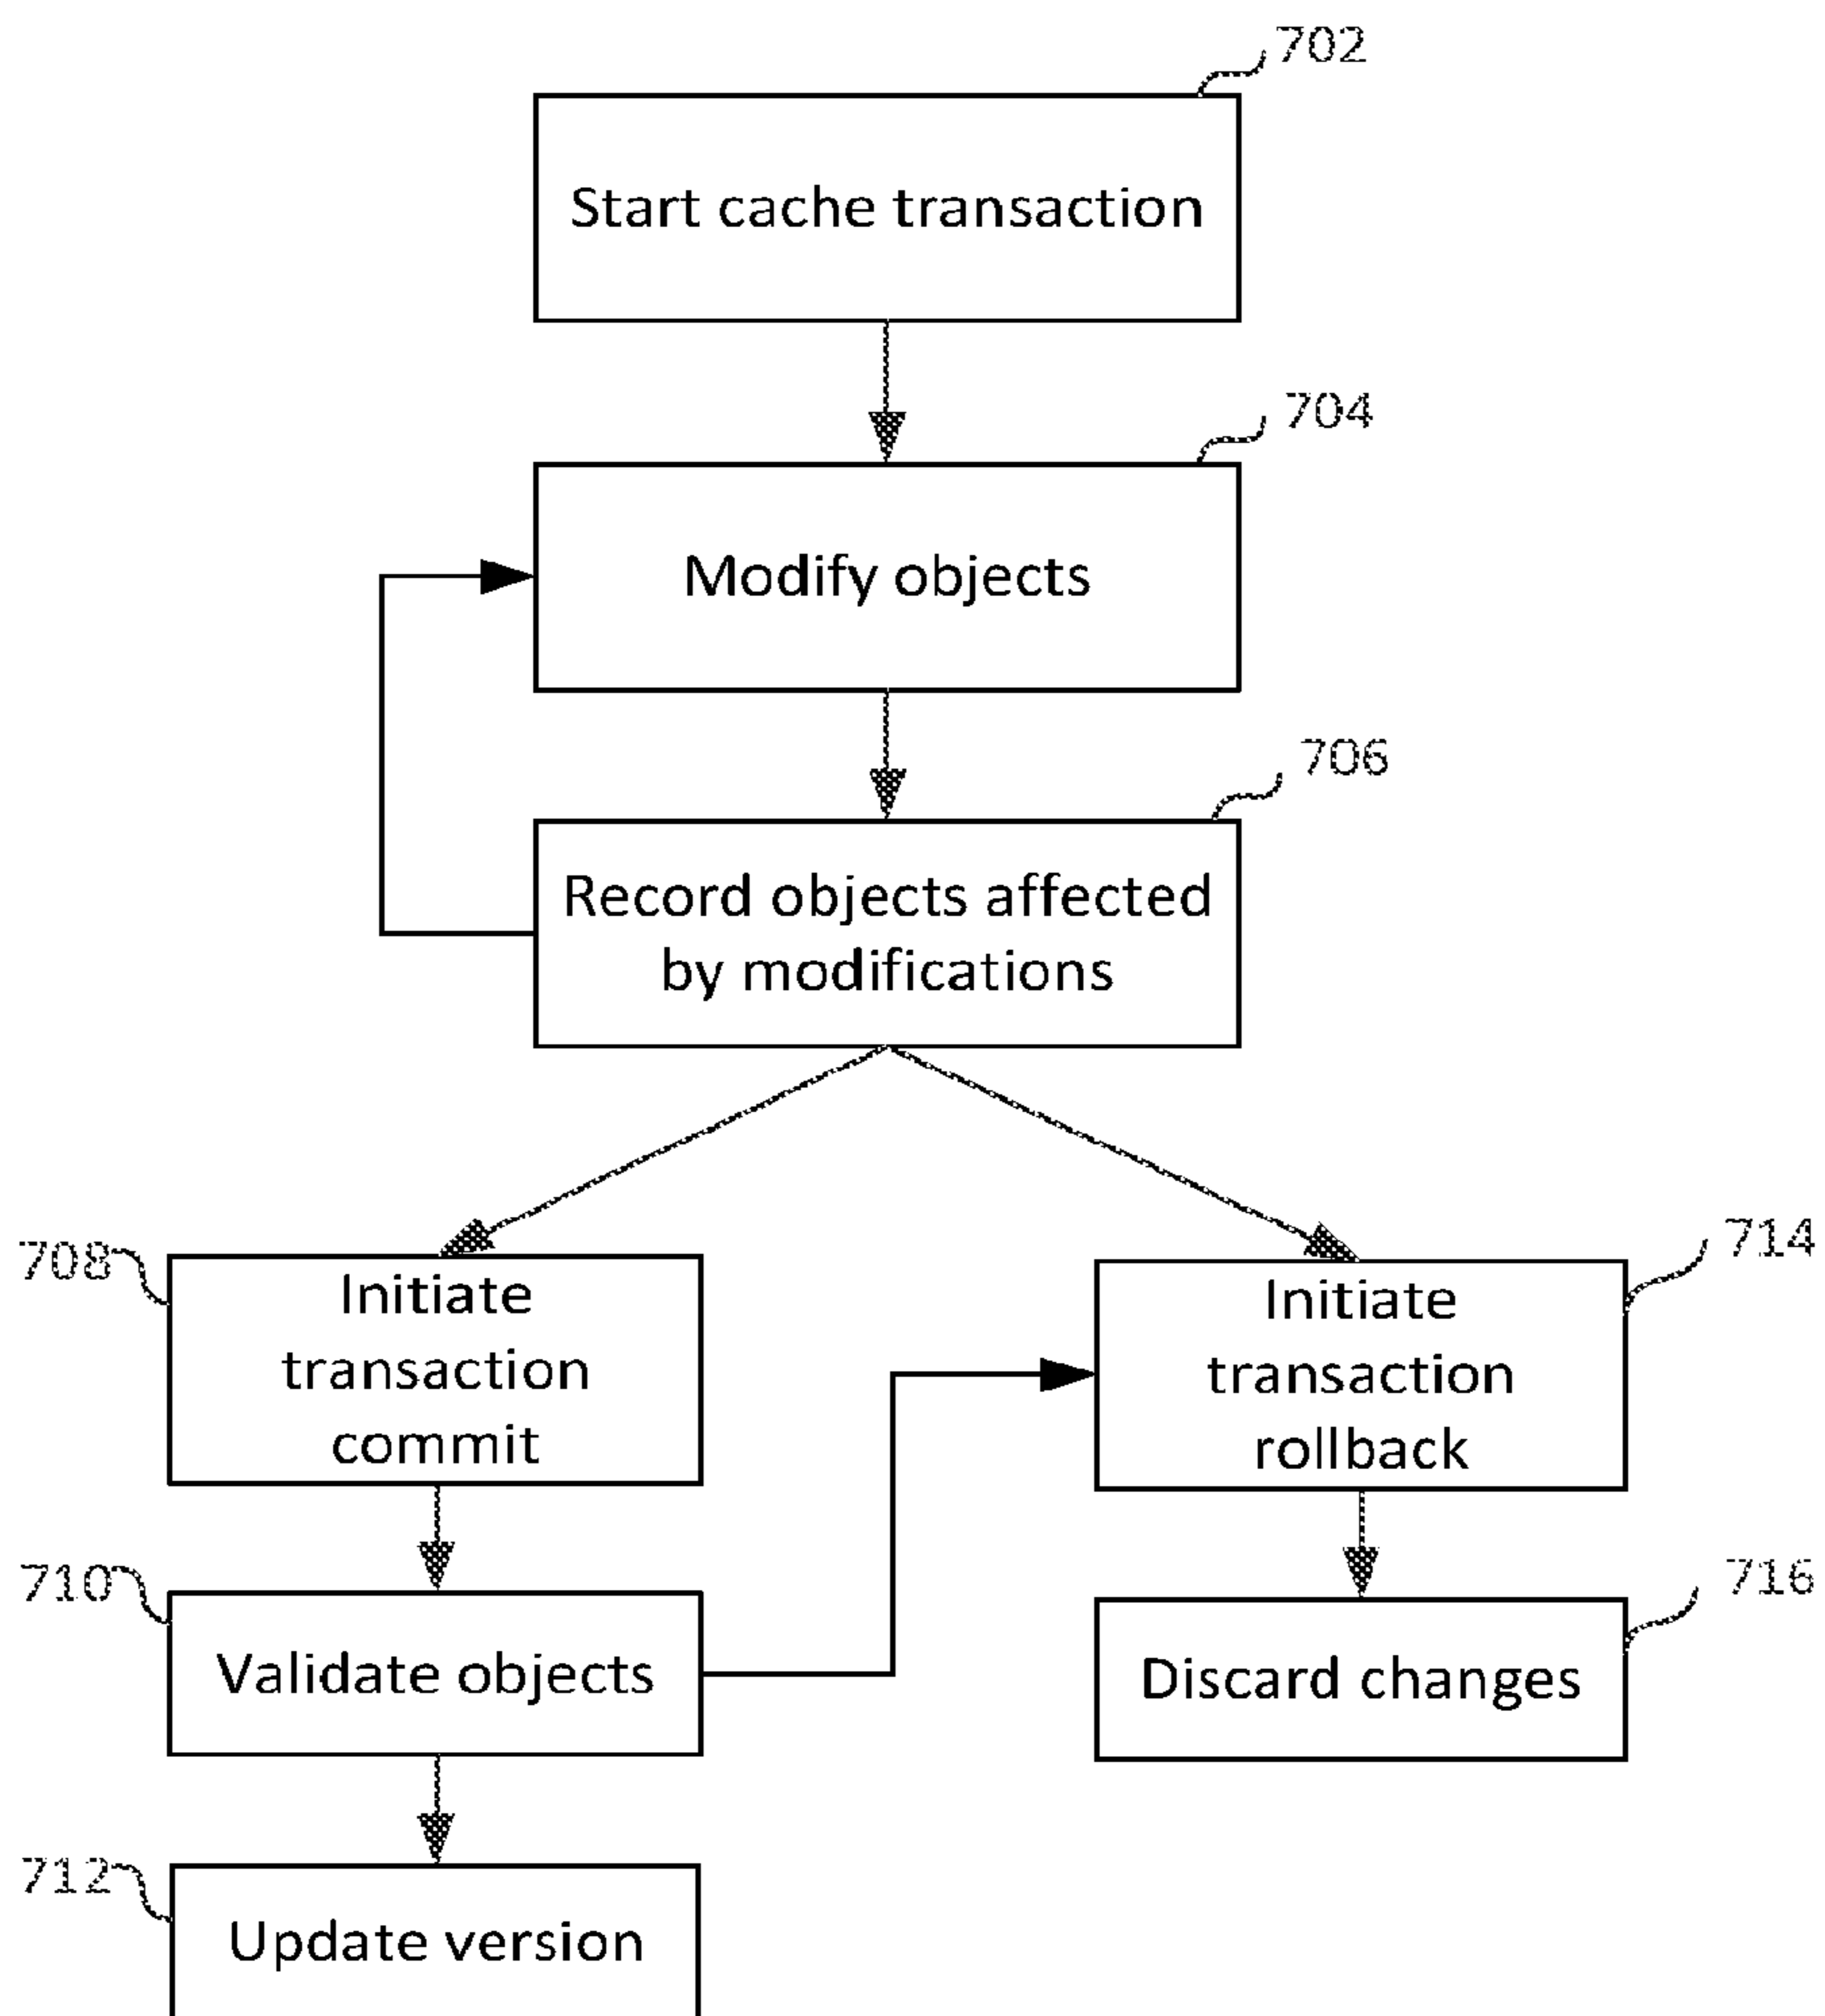 702
Start cache transaction
704
Modify objects
706
Record objects affected
by modifications
708
Initiate
transaction
commit
714
Initiate
transaction
rollback
710
Validate objects
716
Discard changes
712
Update version